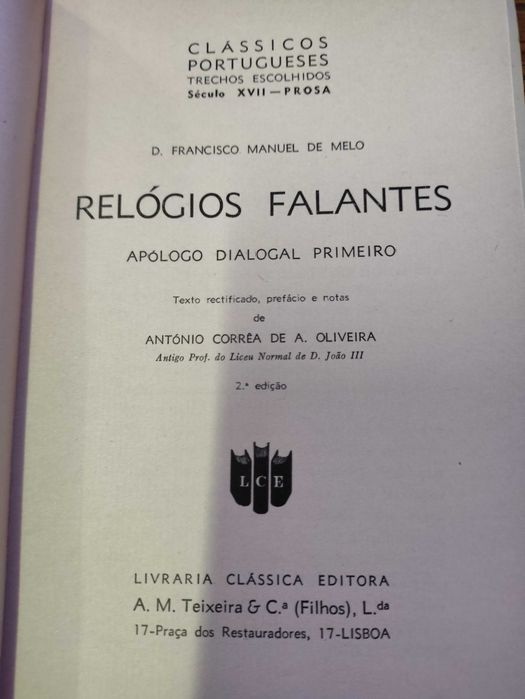 CLÁSSICOS
PORTUGUESES
TRECHOS ESCOLHIDOS
Século XVII — PROSA
D. FRANCISCO MANUEL DE MELO
RELÓGIOS FALANTES
APÓLOGO DIALOGAL PRIMEIRO
Texto rectificado, prefácio e notas
de
ANTÓNIO CORRÊA DE A. OLIVEIRA
Antigo Prof. do Liceu Normal de D. João III
2.ª edição
LCE
LIVRARIA CLÁSSICA EDITORA
A. M. Teixeira & C.ª (Filhos), L.da
17-Praça dos Restauradores, 17-LISBOA